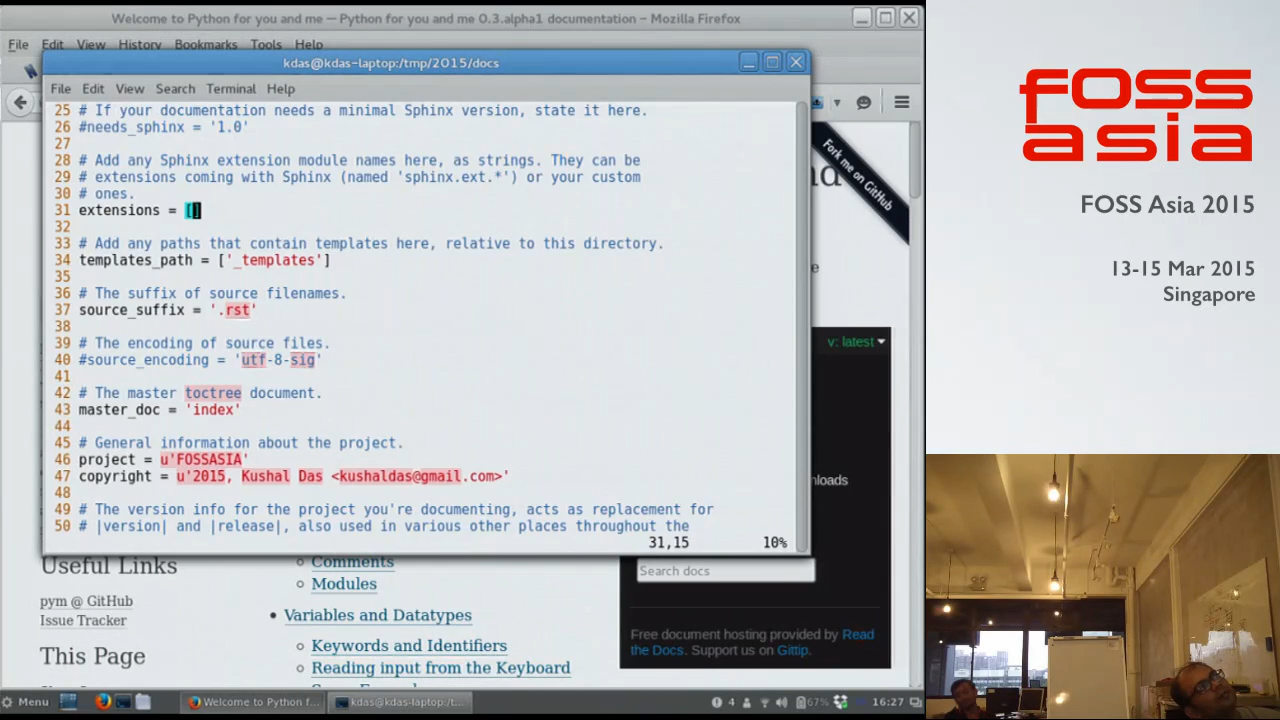 Welcome to Python for you and me — Python for you and me 0.3.alpha1 documentation – Mozilla Firefox
File Edit View History Bookmarks Tools Help
kdas@kdas-laptop:/tmp/2015/docs
File Edit View Search Terminal Help
25 # If your documentation needs a minimal Sphinx version, state it here.
26 #needs_sphinx = '1.0'
27
28 # Add any Sphinx extension module names here, as strings. They can be
29 # extensions coming with Sphinx (named 'sphinx.ext.*') or your custom
30 # ones.
31 extensions = []
32
33 # Add any paths that contain templates here, relative to this directory.
34 templates_path = ['_templates']
35
36 # The suffix of source filenames.
37 source_suffix = '.rst'
38
39 # The encoding of source files.
40 #source_encoding = 'utf-8-sig'
41
42 # The master toctree document.
43 master_doc = 'index'
44
45 # General information about the project.
46 project = u'FOSSASIA'
47 copyright = u'2015, Kushal Das <kushaldas@gmail.com>'
48
49 # The version info for the project you're documenting, acts as replacement for
50 # |version| and |release|, also used in various other places throughout the
31,15 10%
Fork me on GitHub
v: latest
Search docs
Free document hosting provided by Read
the Docs. Support us on Gittip.
Useful Links
pym @ GitHub
Issue Tracker
This Page
Comments
Modules
Variables and Datatypes
Keywords and Identifiers
Reading input from the Keyboard
Menu
Welcome to Python f...
kdas@kdas-laptop:/t...
4
67%
16:27
FOSS
asia
FOSS Asia 2015
13-15 Mar 2015
Singapore